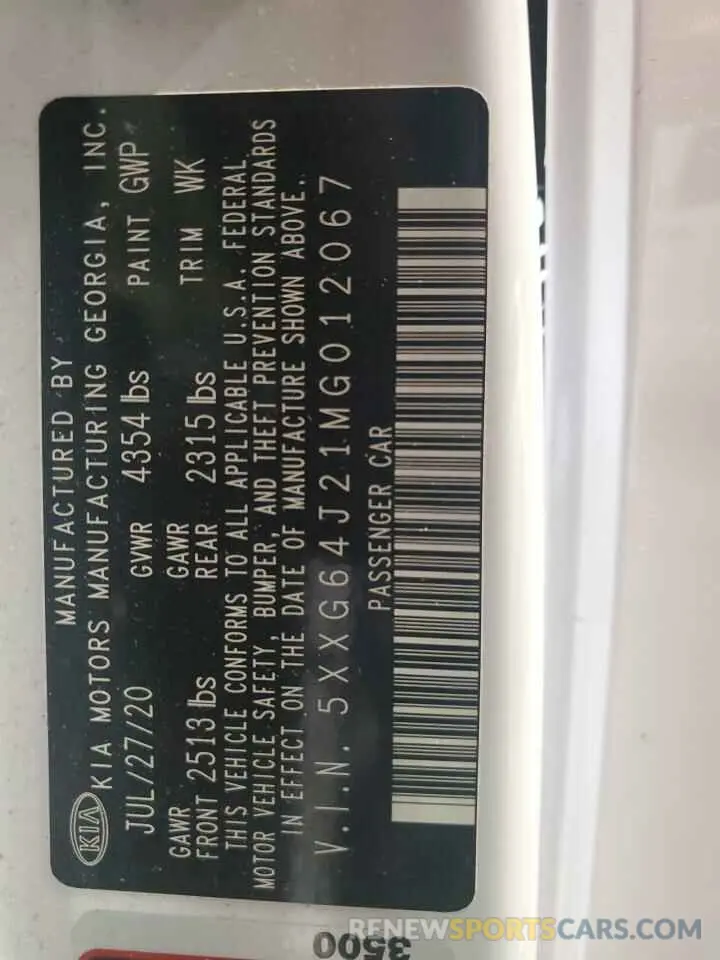 MANUFACTURED BY
KIA KIA MOTORS MANUFACTURING GEORGIA, INC.
JUL/27/20 GVWR 4354 lbs PAINT GWP
GAWR GAWR
FRONT 2513 lbs REAR 2315 lbs TRIM WK
THIS VEHICLE CONFORMS TO ALL APPLICABLE U.S.A. FEDERAL
MOTOR VEHICLE SAFETY, BUMPER, AND THEFT PREVENTION STANDARDS
IN EFFECT ON THE DATE OF MANUFACTURE SHOWN ABOVE.
V.I.N. 5XXG64J21MG012067
PASSENGER CAR
3500
RENEWSPORTSCARS.COM